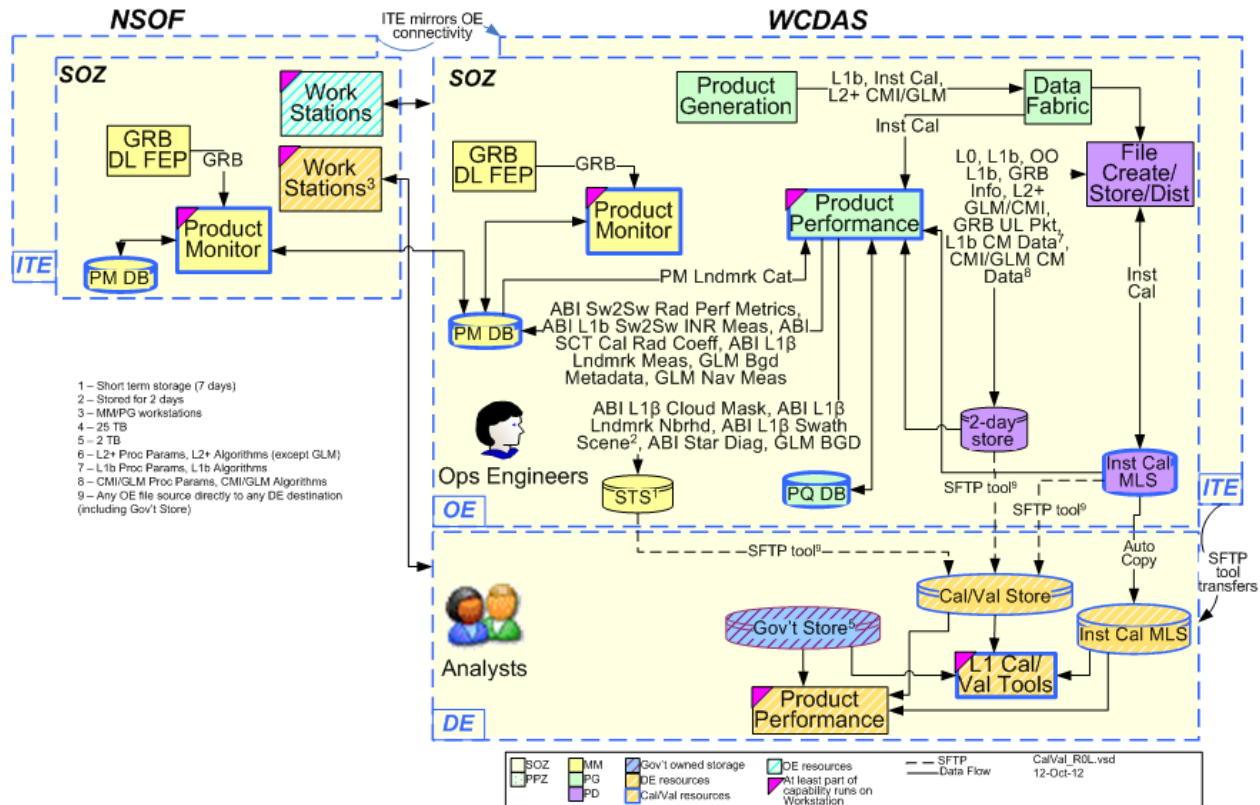 NSOF
ITE mirrors OE
connectivity
WCDAS
SOZ
Work
Stations
GRB
DL FEP
GRB
Work
Stations³
Product
Monitor
PM DB
ITE
SOZ
Product
Generation
L1b, Inst Cal,
L2+ CMI/GLM
Data
Fabric
Inst Cal
GRB
DL FEP
GRB
Product
Monitor
Product
Performance
L0, L1b, OO
L1b, GRB
Info, L2+
GLM/CMI,
GRB UL Pkt,
L1b CM Data⁷,
CMI/GLM CM
Data⁸
File
Create/
Store/Dist
Inst
Cal
PM Lndmrk Cat
PM DB
ABI Sw2Sw Rad Perf Metrics,
ABI L1b Sw2Sw INR Meas, ABI
SCT Cal Rad Coeff, ABI L1β
Lndmrk Meas, GLM Bgd
Metadata, GLM Nav Meas
ABI L1β Cloud Mask, ABI L1β
Lndmrk Nbrhd, ABI L1β Swath
Scene², ABI Star Diag, GLM BGD
Ops Engineers
STS¹
PQ DB
2-day
store
Inst Cal
MLS
SFTP tool⁹
SFTP tool⁹
OE
ITE
1 – Short term storage (7 days)
2 – Stored for 2 days
3 – MM/PG workstations
4 – 25 TB
5 – 2 TB
6 – L2+ Proc Params, L2+ Algorithms (except GLM)
7 – L1b Proc Params, L1b Algorithms
8 – CMI/GLM Proc Params, CMI/GLM Algorithms
9 – Any OE file source directly to any DE destination
(including Gov't Store)
SFTP tool⁹
Auto
Copy
SFTP
tool
transfers
Analysts
Cal/Val Store
Gov't Store⁵
Inst Cal MLS
L1 Cal/
Val Tools
Product
Performance
DE
SOZ
PPZ
MM
PG
PD
Gov't owned storage
DE resources
Cal/Val resources
OE resources
At least part of
capability runs on
Workstation
SFTP
Data Flow
CalVal_R0L.vsd
12-Oct-12